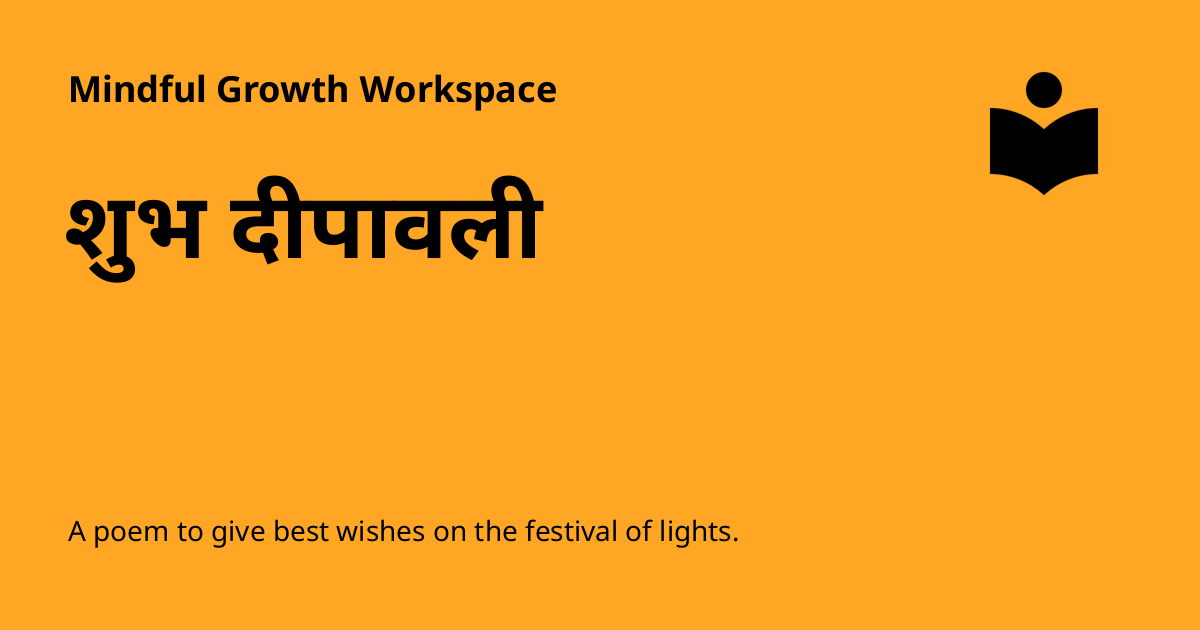 Mindful Growth Workspace
शुभ दीपावली
A poem to give best wishes on the festival of lights.